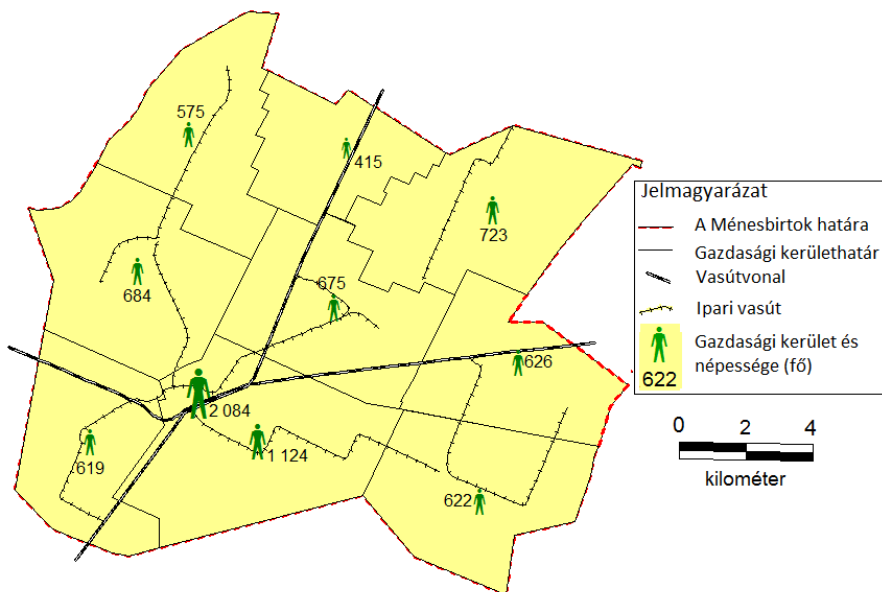 575
415
723
684
675
626
2 084
1 124
619
622
Jelmagyarázat
A Ménesbirtok határa
Gazdasági kerülethatár
Vasútvonal
Ipari vasút
Gazdasági kerület és
népessége (fő)
622
0 2 4
kilométer